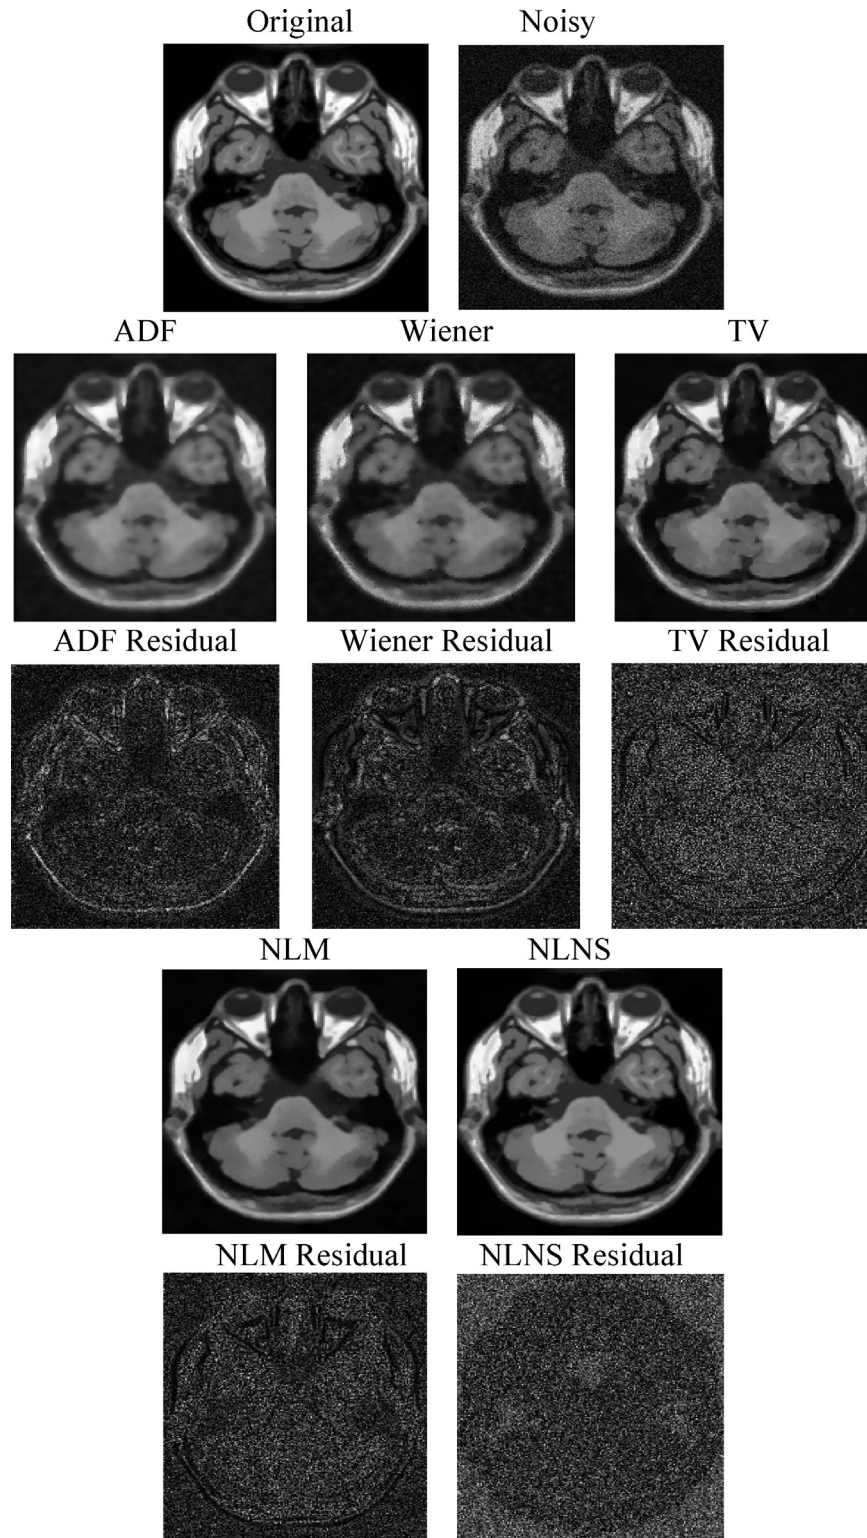 Original Noisy
ADF Wiener TV
ADF Residual Wiener Residual TV Residual
NLM NLNS
NLM Residual NLNS Residual